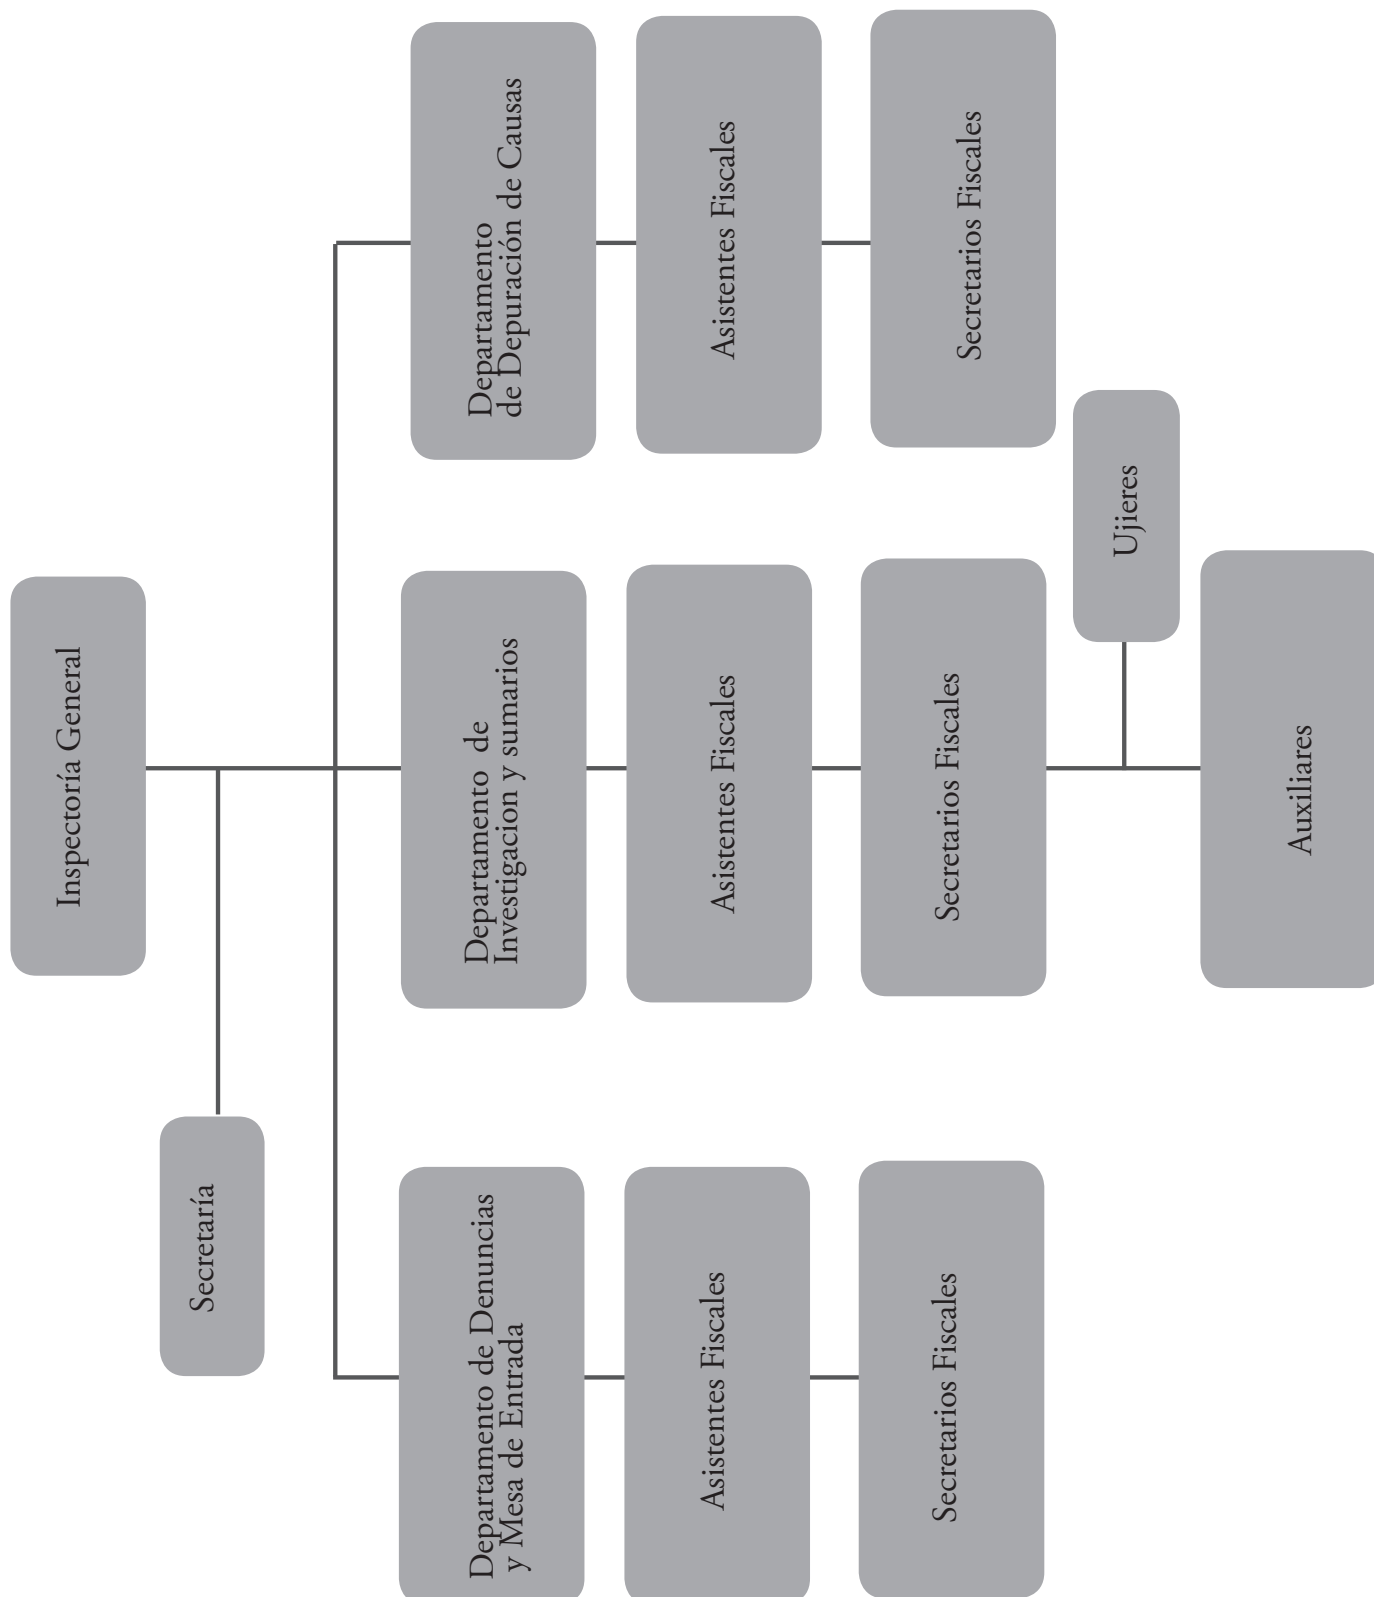 Inspectoría General
Secretaría
Departamento de Denuncias
y Mesa de Entrada
Departamento de
Investigacion y sumarios
Departamento
de Depuración de Causas
Asistentes Fiscales
Asistentes Fiscales
Asistentes Fiscales
Secretarios Fiscales
Secretarios Fiscales
Secretarios Fiscales
Ujieres
Auxiliares